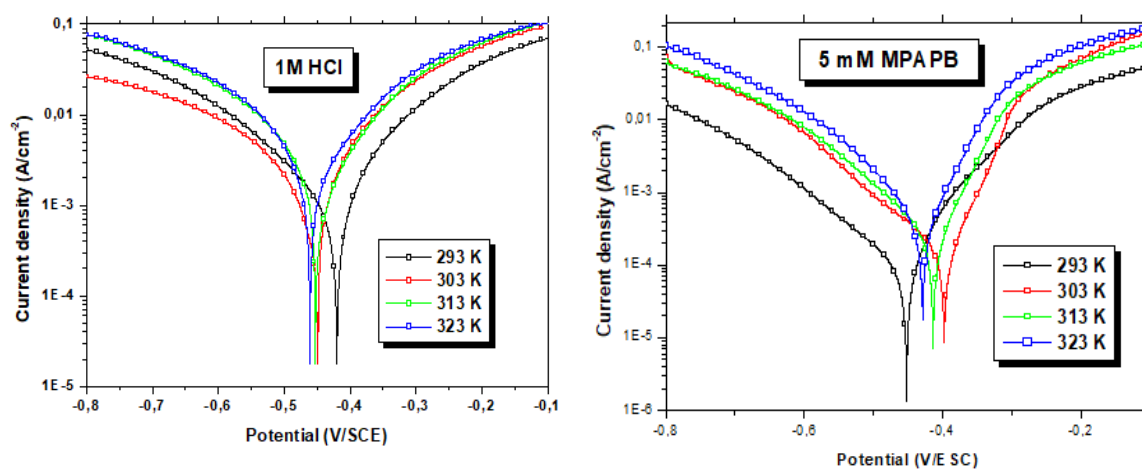 Current density (A/cm⁻²)
0,1
0,01
1E-3
1E-4
1E-5
1M HCl
293 K
303 K
313 K
323 K
-0,8
-0,7
-0,6
-0,5
-0,4
-0,3
-0,2
-0,1
Potential (V/SCE)
Current density (A/cm⁻²)
0,1
0,01
1E-3
1E-4
1E-5
1E-6
5 mM MPAPB
293 K
303 K
313 K
323 K
-0,8
-0,6
-0,4
-0,2
Potential (V/E SC)